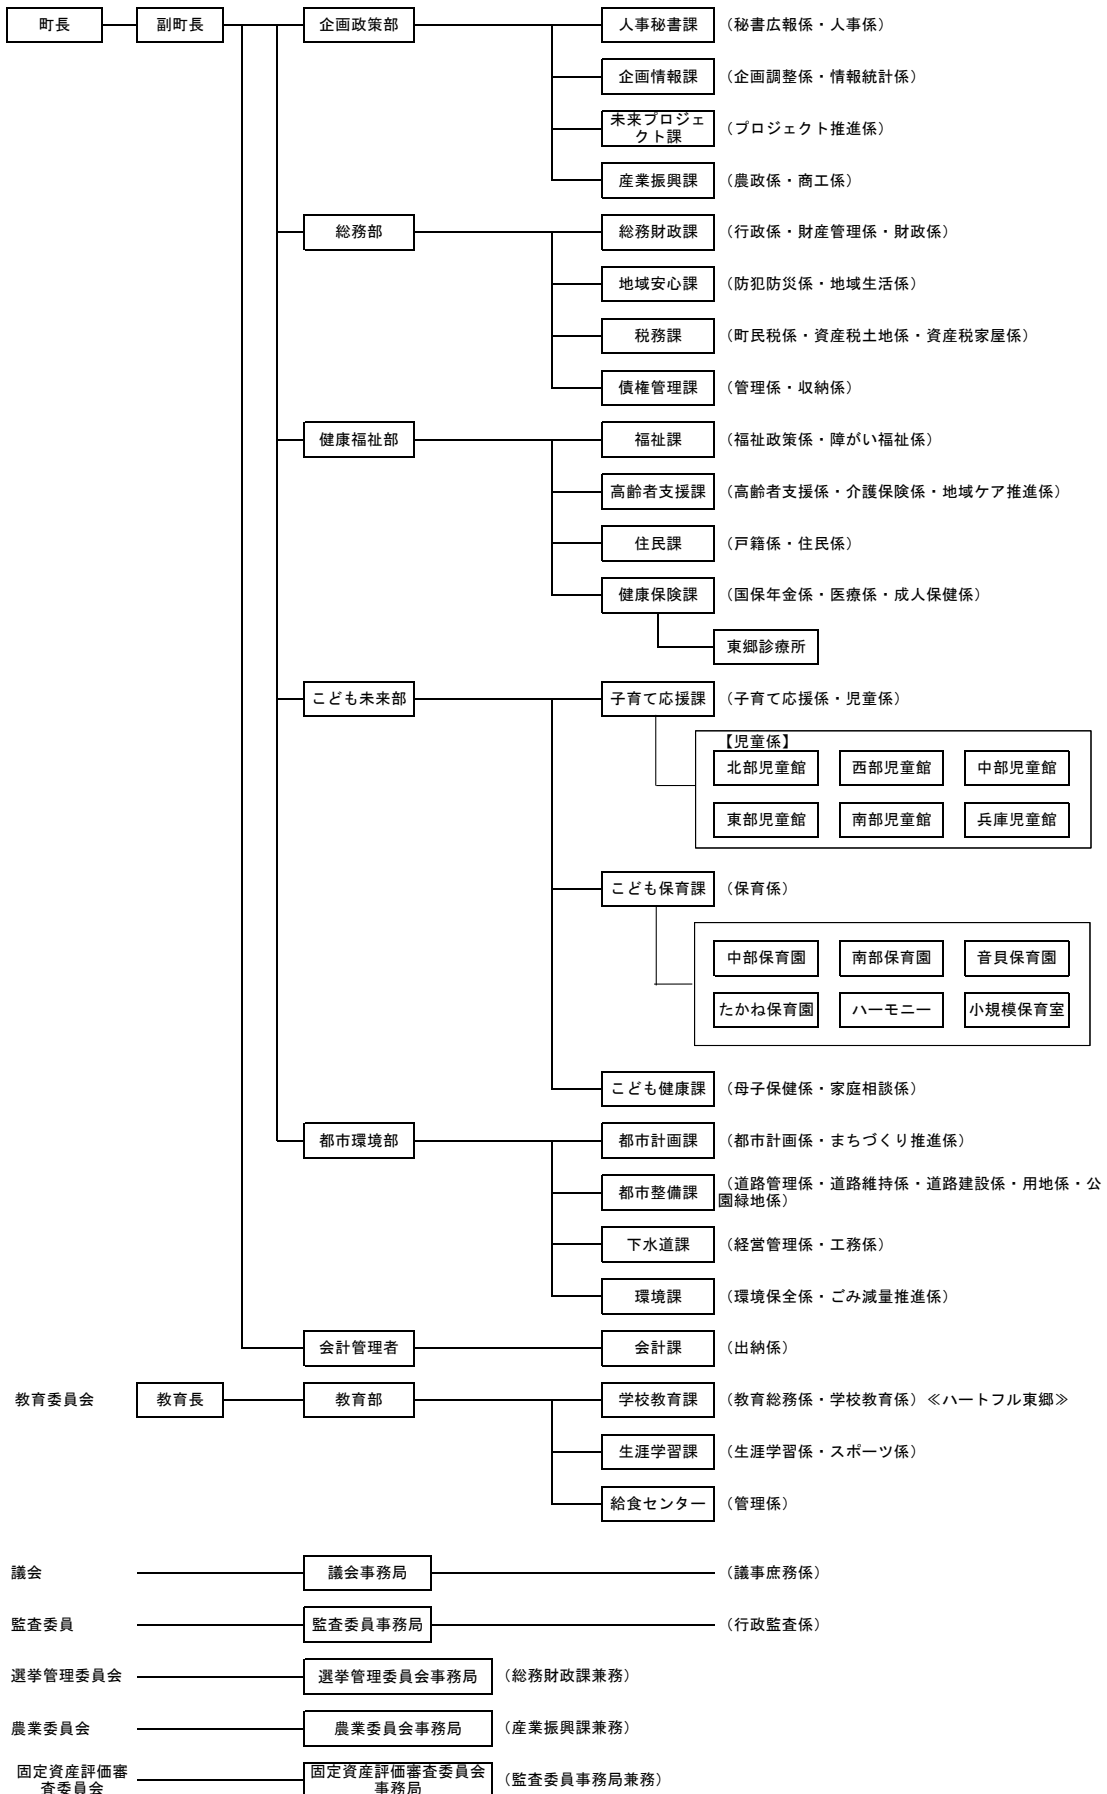 町長 副町長 企画政策部 人事秘書課 （秘書広報係・人事係）
企画情報課 （企画調整係・情報統計係）
未来プロジェ
クト課 （プロジェクト推進係）
産業振興課 （農政係・商工係）
総務部 総務財政課 （行政係・財産管理係・財政係）
地域安心課 （防犯防災係・地域生活係）
税務課 （町民税係・資産税土地係・資産税家屋係）
債権管理課 （管理係・収納係）
健康福祉部 福祉課 （福祉政策係・障がい福祉係）
高齢者支援課 （高齢者支援係・介護保険係・地域ケア推進係）
住民課 （戸籍係・住民係）
健康保険課 （国保年金係・医療係・成人保健係）
東郷診療所
こども未来部 子育て応援課 （子育て応援係・児童係）
【児童係】
北部児童館 西部児童館 中部児童館
東部児童館 南部児童館 兵庫児童館
こども保育課 （保育係）
中部保育園 南部保育園 音貝保育園
たかね保育園 ハーモニー 小規模保育室
こども健康課 （母子保健係・家庭相談係）
都市環境部 都市計画課 （都市計画係・まちづくり推進係）
都市整備課 （道路管理係・道路維持係・道路建設係・用地係・公
園緑地係）
下水道課 （経営管理係・工務係）
環境課 （環境保全係・ごみ減量推進係）
会計管理者 会計課 （出納係）
教育委員会 教育長 教育部 学校教育課 （教育総務係・学校教育係）≪ハートフル東郷≫
生涯学習課 （生涯学習係・スポーツ係）
給食センター （管理係）
議会 議会事務局 （議事庶務係）
監査委員 監査委員事務局 （行政監査係）
選挙管理委員会 選挙管理委員会事務局 （総務財政課兼務）
農業委員会 農業委員会事務局 （産業振興課兼務）
固定資産評価審
査委員会 固定資産評価審査委員会
事務局 （監査委員事務局兼務）